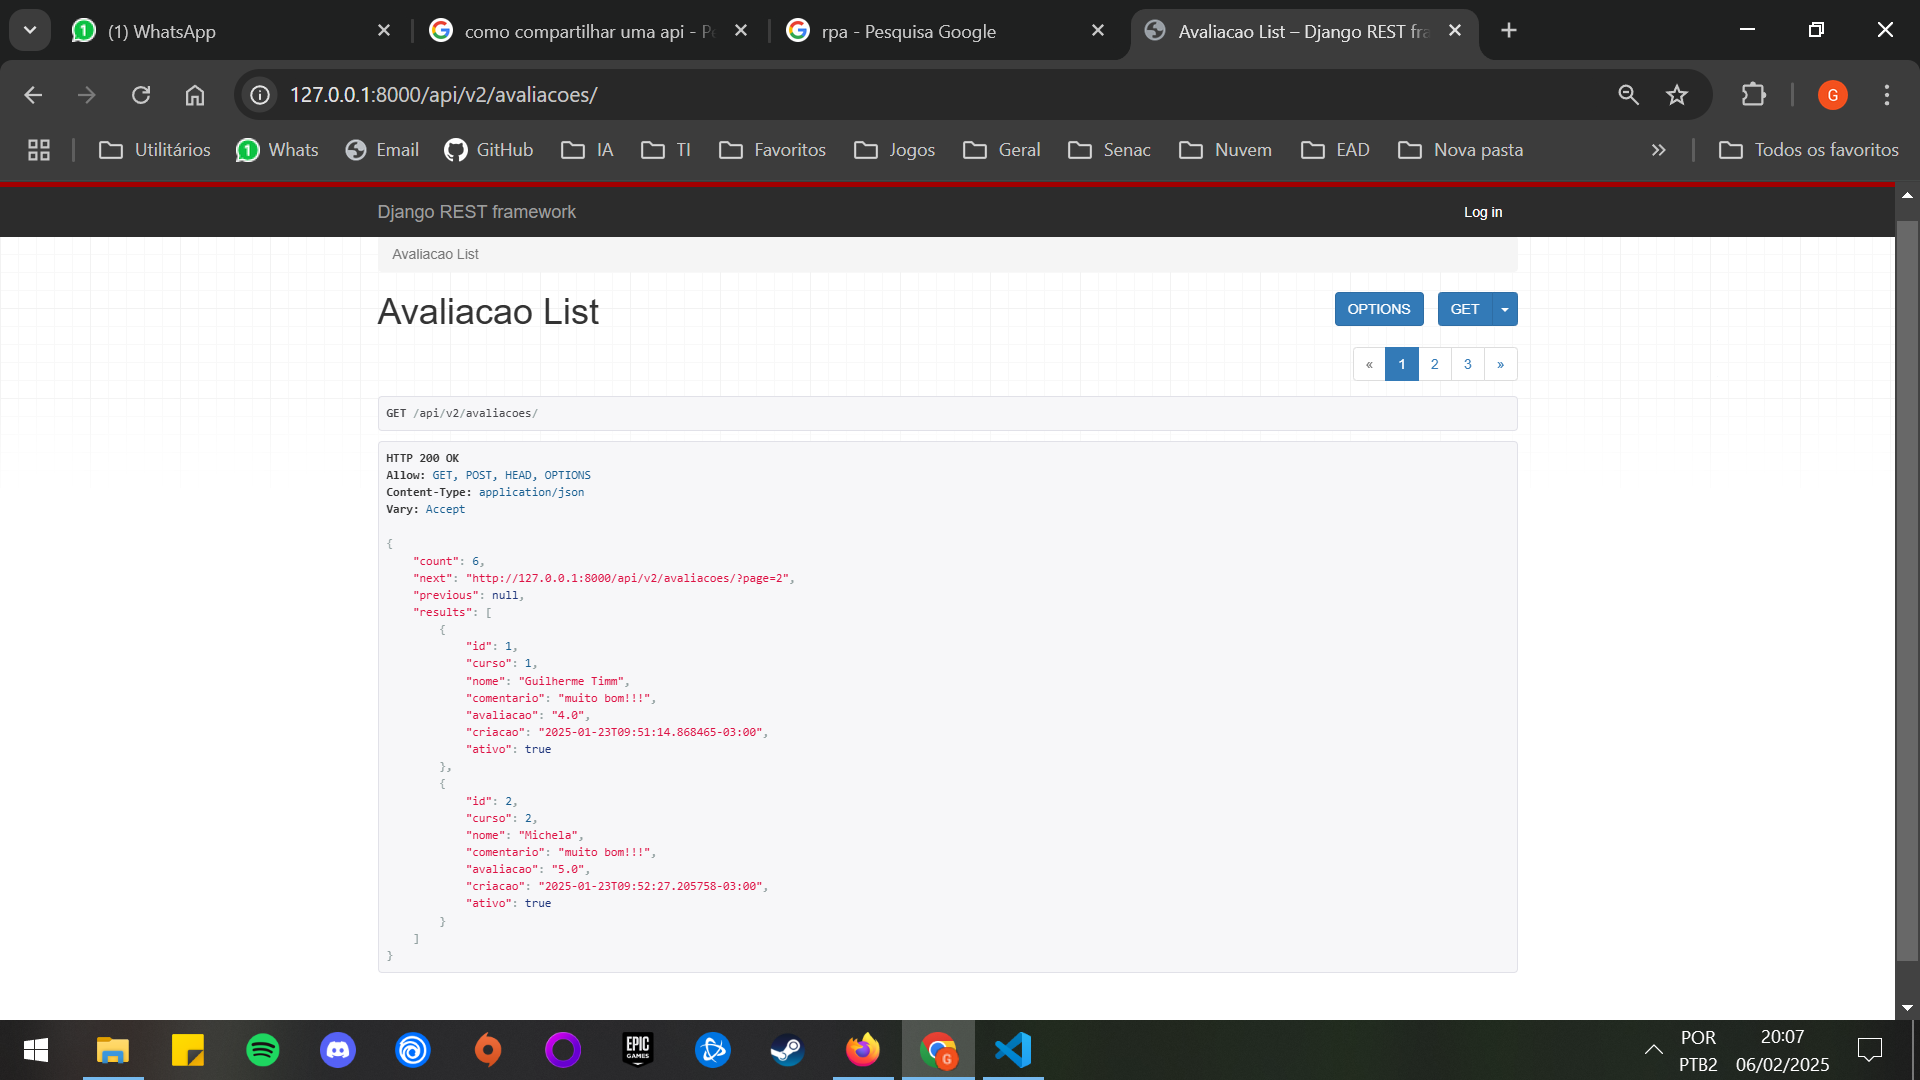 (1) WhatsApp
como compartilhar uma api - Pe
rpa - Pesquisa Google
Avaliacao List – Django REST fra
127.0.0.1:8000/api/v2/avaliacoes/
G
Utilitários
1
Whats
Email
GitHub
IA
TI
Favoritos
Jogos
Geral
Senac
Nuvem
EAD
Nova pasta
»
Todos os favoritos
Django REST framework
Log in
Avaliacao List
Avaliacao List
OPTIONS
GET
« 1 2 3 »
GET /api/v2/avaliacoes/
HTTP 200 OK
Allow: GET, POST, HEAD, OPTIONS
Content-Type: application/json
Vary: Accept
{
"count": 6,
"next": "http://127.0.0.1:8000/api/v2/avaliacoes/?page=2",
"previous": null,
"results": [
{
"id": 1,
"curso": 1,
"nome": "Guilherme Timm",
"comentario": "muito bom!!!",
"avaliacao": "4.0",
"criacao": "2025-01-23T09:51:14.868465-03:00",
"ativo": true
},
{
"id": 2,
"curso": 2,
"nome": "Michela",
"comentario": "muito bom!!!",
"avaliacao": "5.0",
"criacao": "2025-01-23T09:52:27.205758-03:00",
"ativo": true
}
]
}
EPIC
GAMES
G
POR
PTB2
20:07
06/02/2025